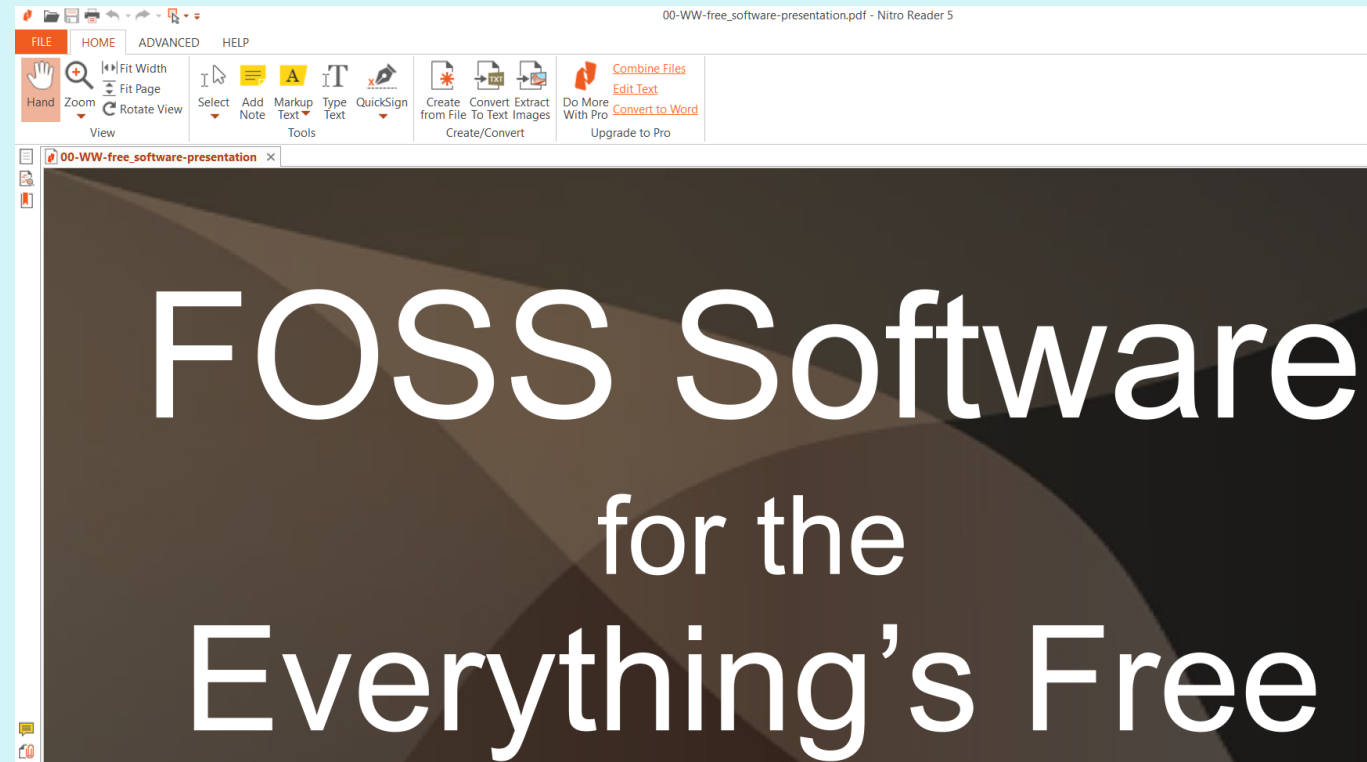 00-WW-free_software-presentation.pdf - Nitro Reader 5
FILE HOME ADVANCED HELP
Hand
Zoom
Fit Width
Fit Page
Rotate View
View
Select
Add Note
Markup Text
Type Text
QuickSign
Tools
Create from File
Convert To Text
Extract Images
Create/Convert
Do More With Pro
Combine Files
Edit Text
Convert to Word
Upgrade to Pro
00-WW-free_software-presentation
FOSS Software
for the
Everything’s Free